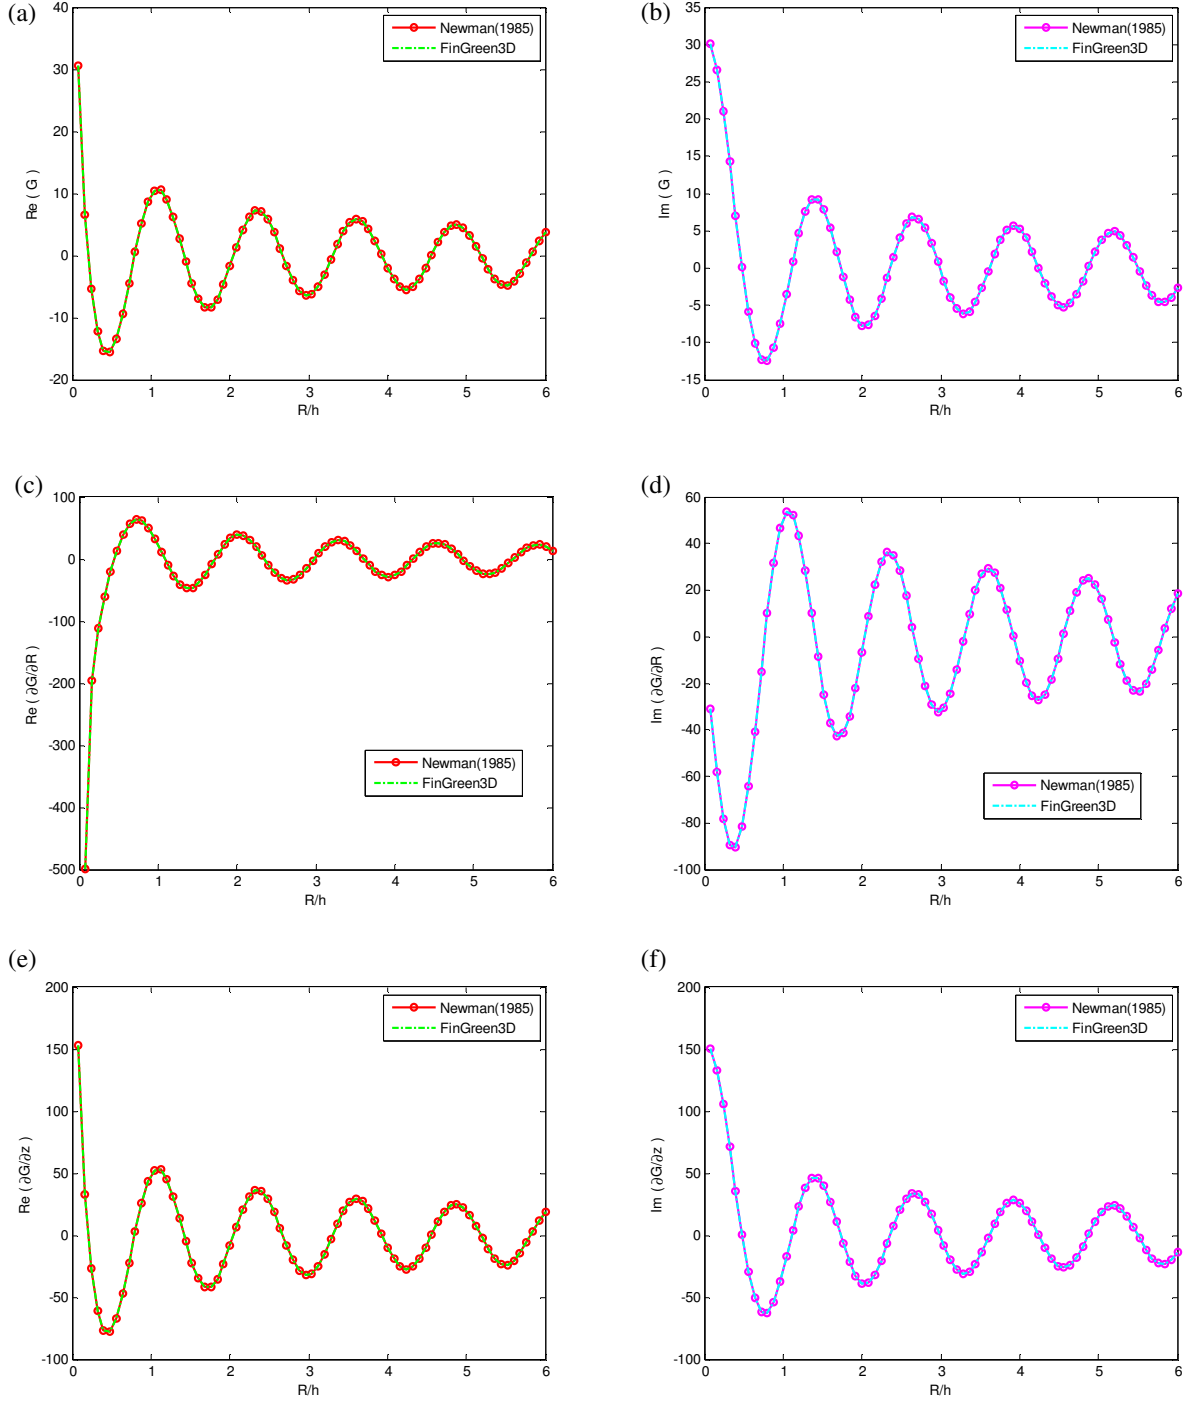 (a)
40
30
20
10
0
-10
-20
Re ( G )
0 1 2 3 4 5 6
R/h
Newman(1985)
FinGreen3D
(b)
35
30
25
20
15
10
5
0
-5
-10
-15
Im ( G )
0 1 2 3 4 5 6
R/h
Newman(1985)
FinGreen3D
(c)
100
0
-100
-200
-300
-400
-500
Re ( ∂G/∂R )
0 1 2 3 4 5 6
R/h
Newman(1985)
FinGreen3D
(d)
60
40
20
0
-20
-40
-60
-80
-100
Im ( ∂G/∂R )
0 1 2 3 4 5 6
R/h
Newman(1985)
FinGreen3D
(e)
200
150
100
50
0
-50
-100
Re ( ∂G/∂z )
0 1 2 3 4 5 6
R/h
Newman(1985)
FinGreen3D
(f)
200
150
100
50
0
-50
-100
Im ( ∂G/∂z )
0 1 2 3 4 5 6
R/h
Newman(1985)
FinGreen3D